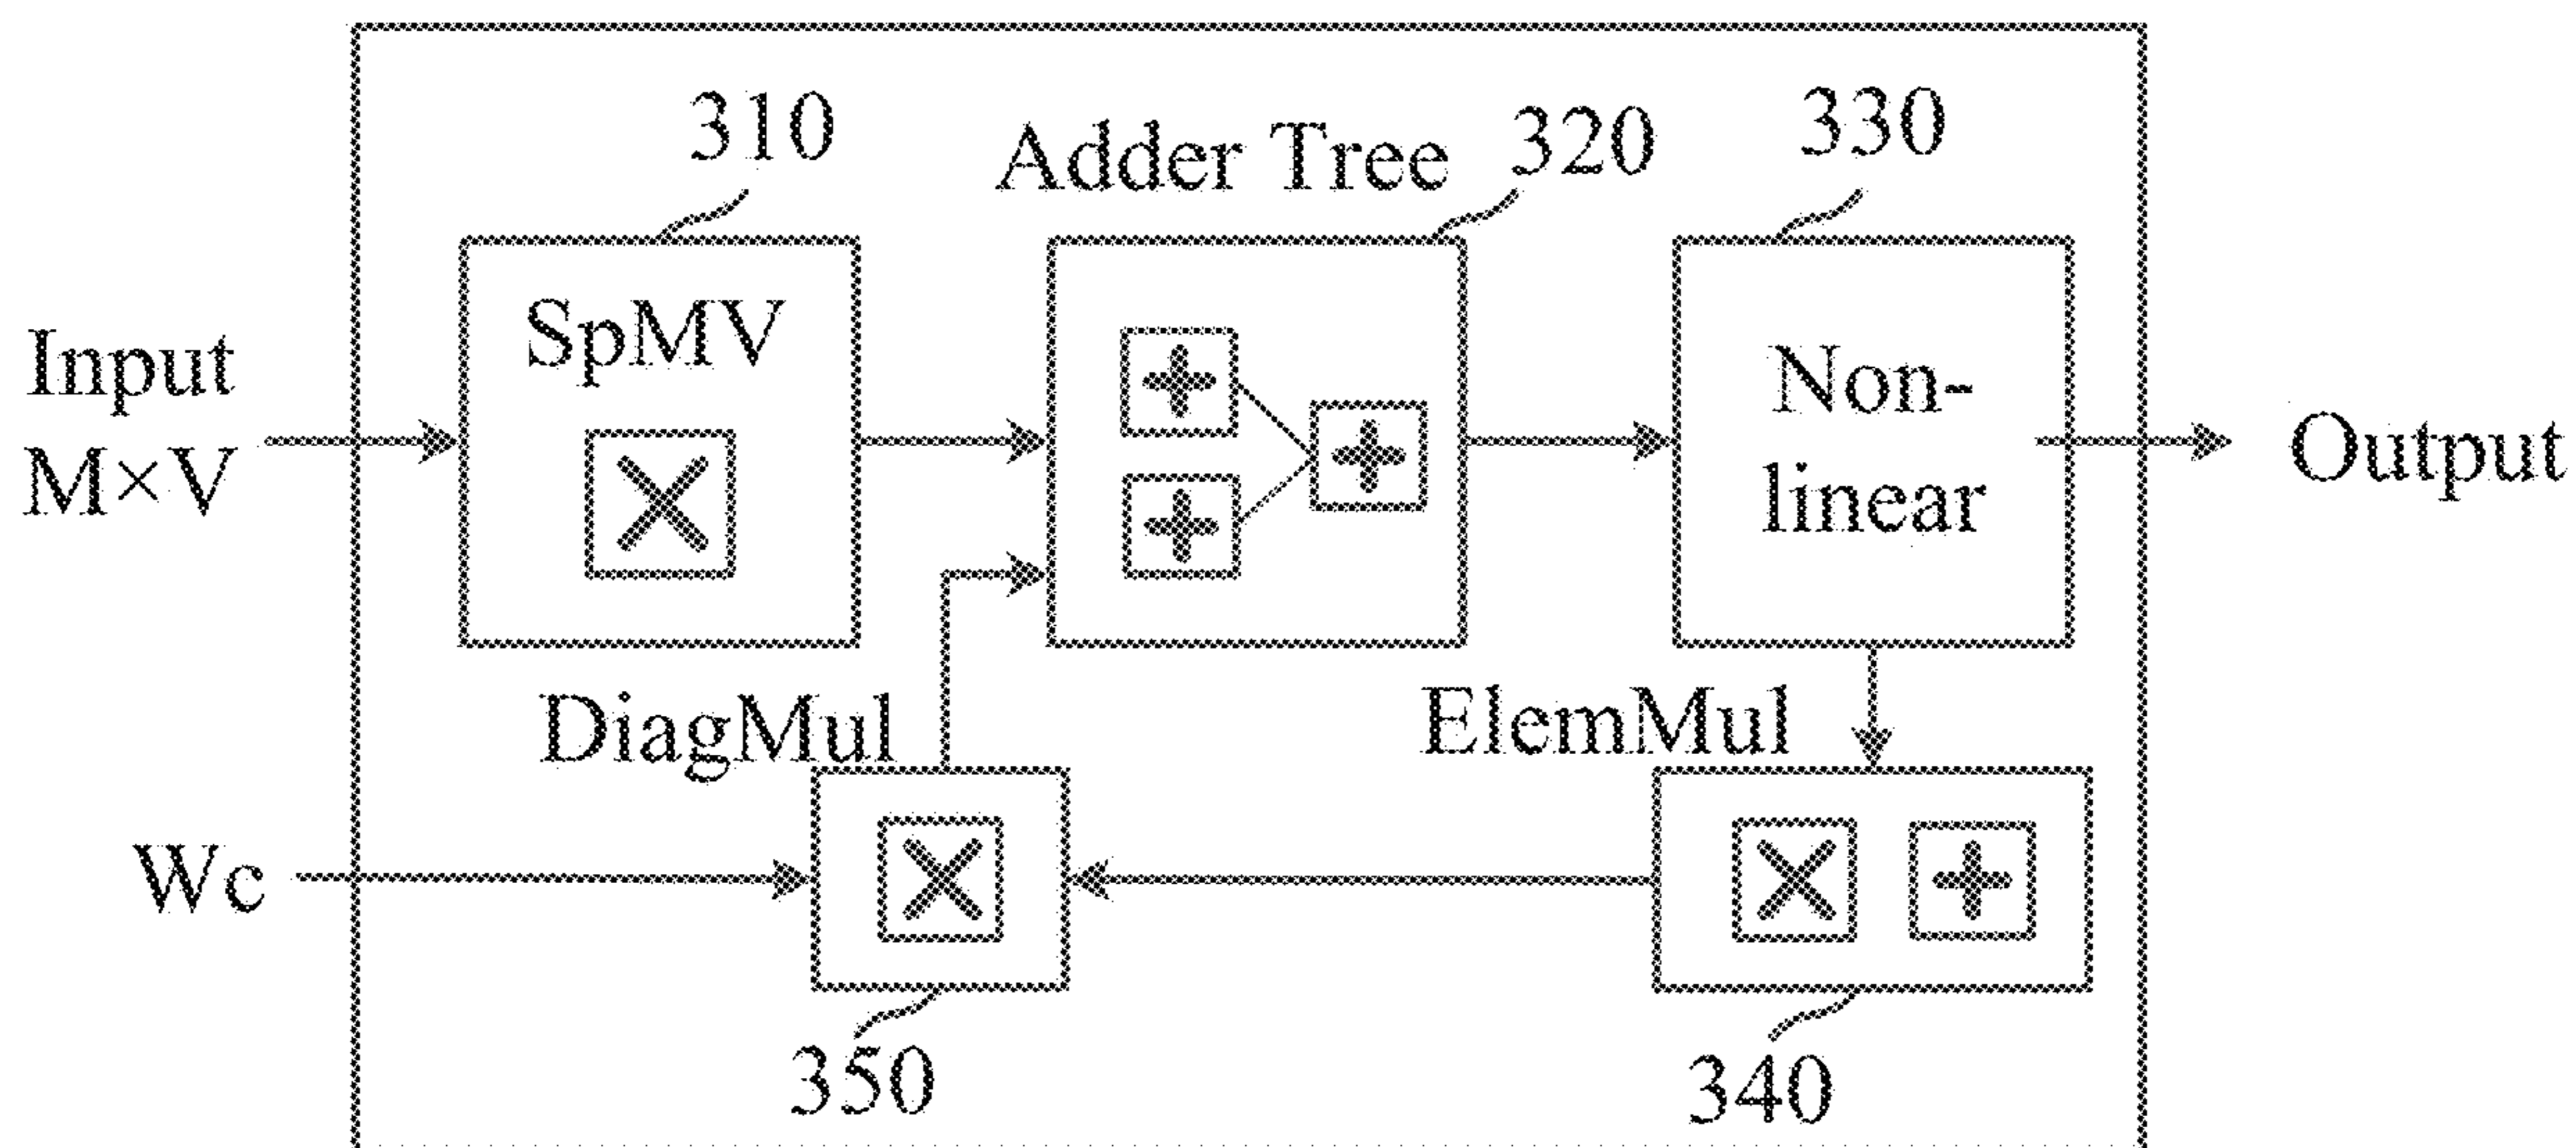 310
Adder Tree
320
330
Input
M×V
SpMV
Non-
linear
Output
DiagMul
ElemMul
Wc
350
340